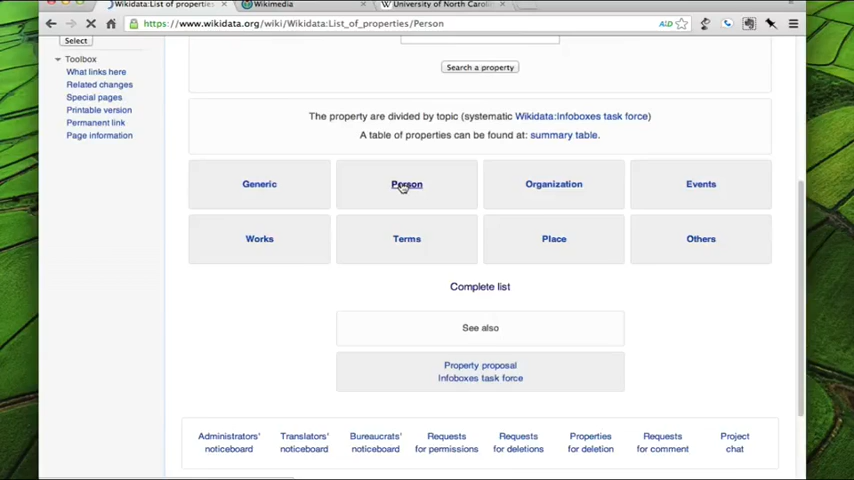 Wikidata:List of properties
Wikimedia
University of North Caroli
https://www.wikidata.org/wiki/Wikidata:List_of_properties/Person
Select
Toolbox
What links here
Related changes
Special pages
Printable version
Permanent link
Page information
Search a property
The property are divided by topic (systematic Wikidata:Infoboxes task force)
A table of properties can be found at: summary table.
Generic
Person
Organization
Events
Works
Terms
Place
Others
Complete list
See also
Property proposal
Infoboxes task force
Administrators'
noticeboard
Translators'
noticeboard
Bureaucrats'
noticeboard
Requests
for permissions
Requests
for deletions
Properties
for deletion
Requests
for comment
Project
chat